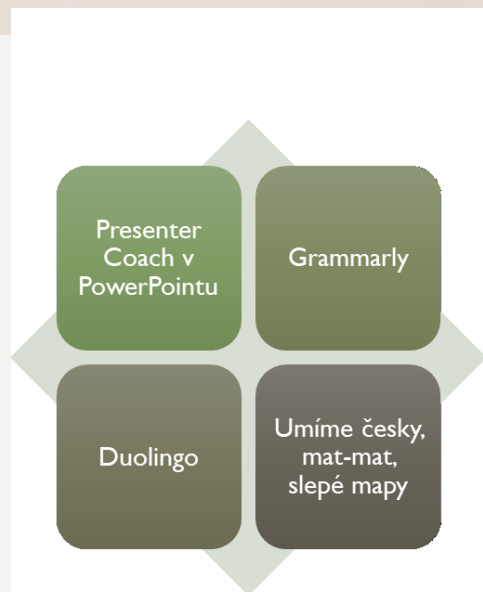 Presenter
Coach v
PowerPointu
Grammarly
Duolingo
Umíme česky,
mat-mat,
slepé mapy